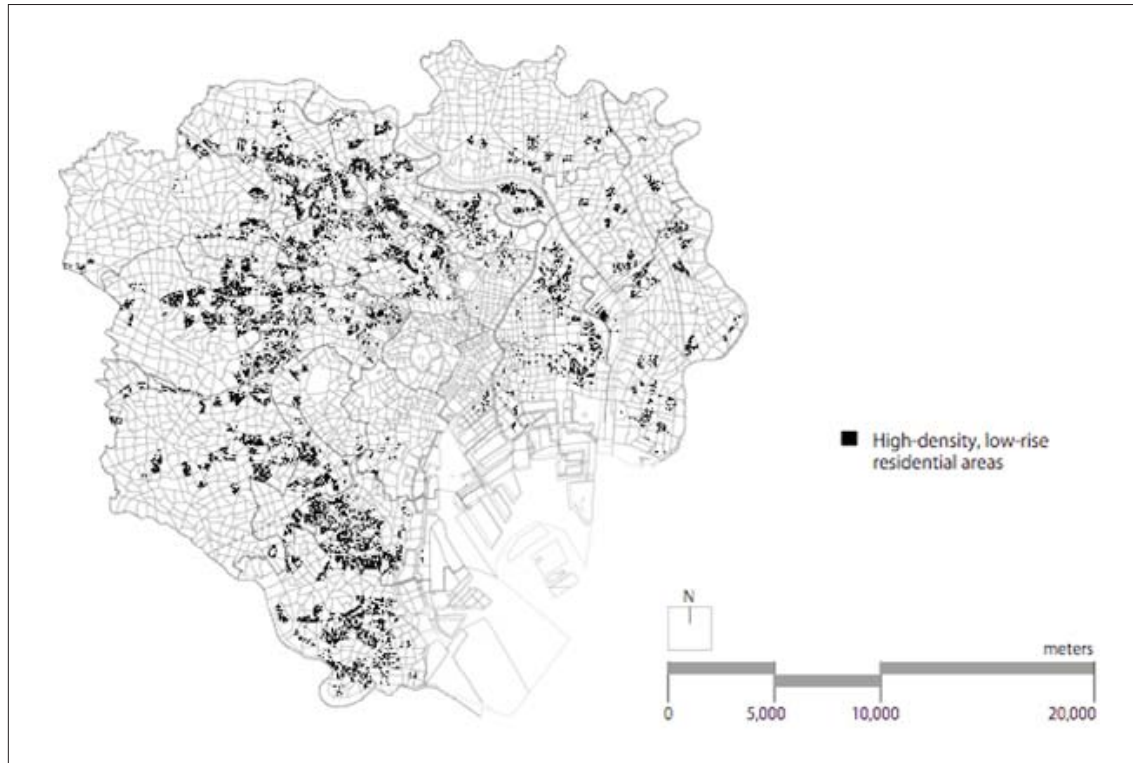 High-density, low-rise
residential areas
N
meters
0 5,000 10,000 20,000